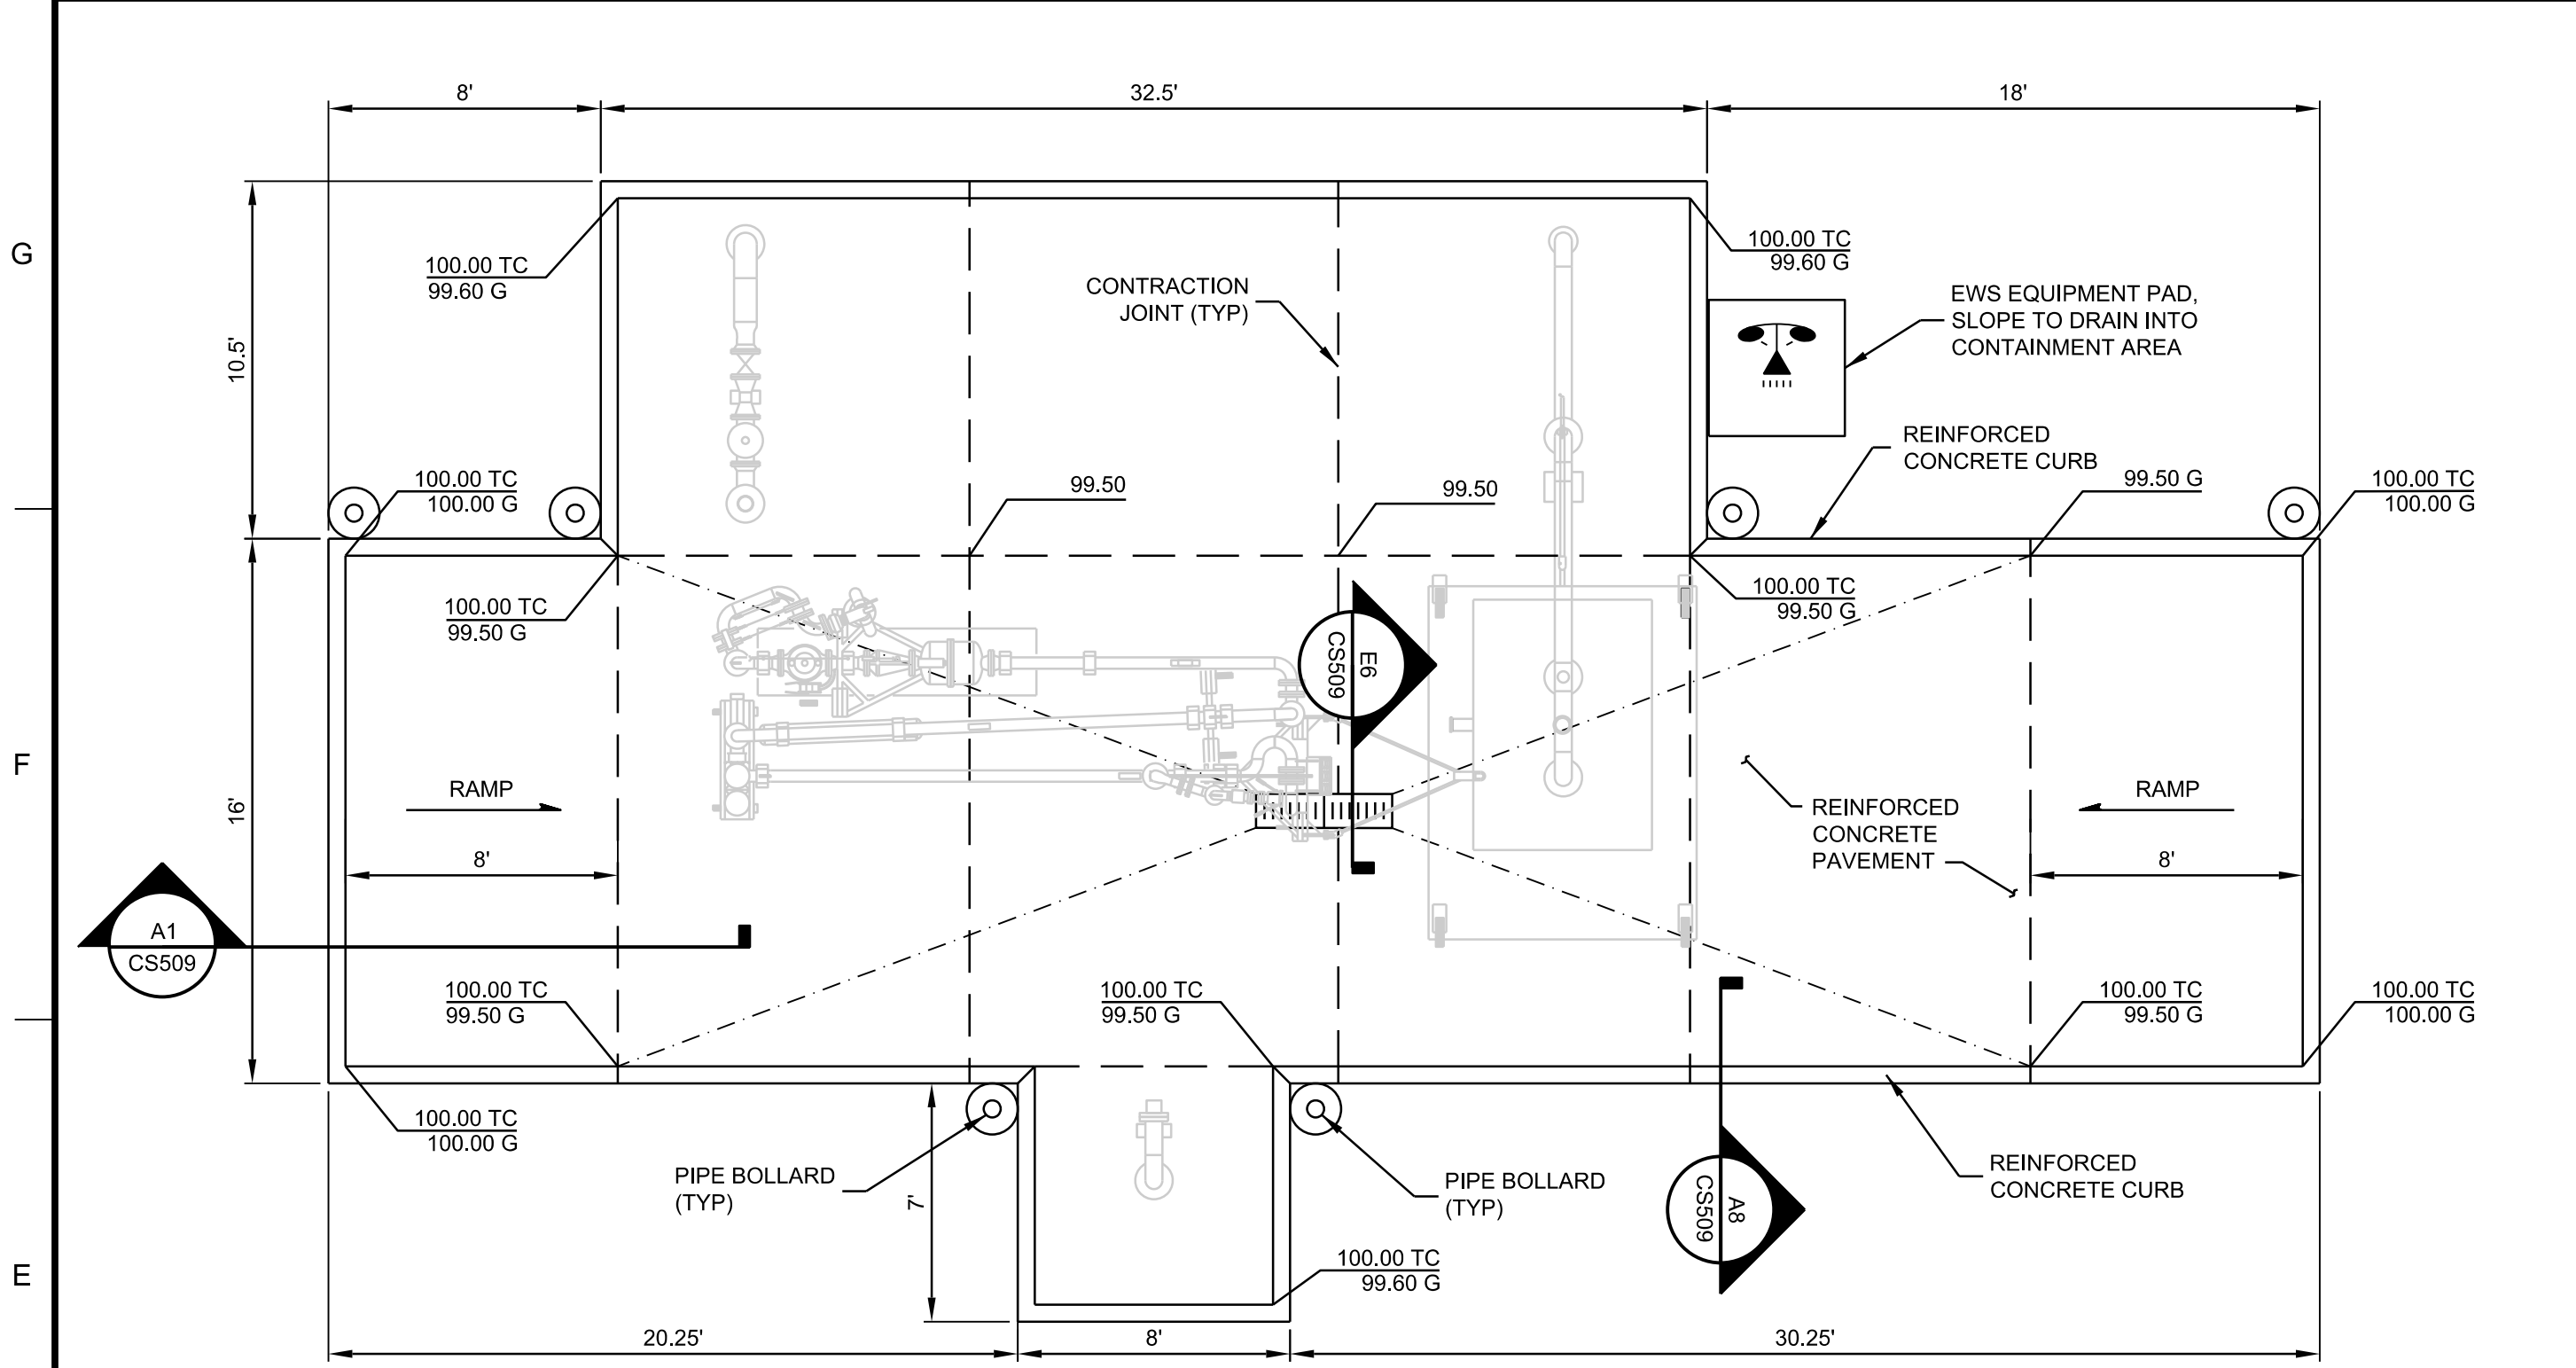 8'
32.5'
18'
G
100.00 TC
99.60 G
100.00 TC
99.60 G
CONTRACTION
JOINT (TYP)
EWS EQUIPMENT PAD,
SLOPE TO DRAIN INTO
CONTAINMENT AREA
10.5'
REINFORCED
CONCRETE CURB
100.00 TC
100.00 G
99.50
99.50
99.50 G
100.00 TC
100.00 G
100.00 TC
99.50 G
100.00 TC
99.50 G
E6
CS509
F
16'
RAMP
8'
REINFORCED
CONCRETE
PAVEMENT
RAMP
8'
A1
CS509
100.00 TC
99.50 G
100.00 TC
99.50 G
100.00 TC
99.50 G
100.00 TC
100.00 G
100.00 TC
100.00 G
PIPE BOLLARD
(TYP)
7'
PIPE BOLLARD
(TYP)
A8
CS509
REINFORCED
CONCRETE CURB
E
100.00 TC
99.60 G
20.25'
8'
30.25'